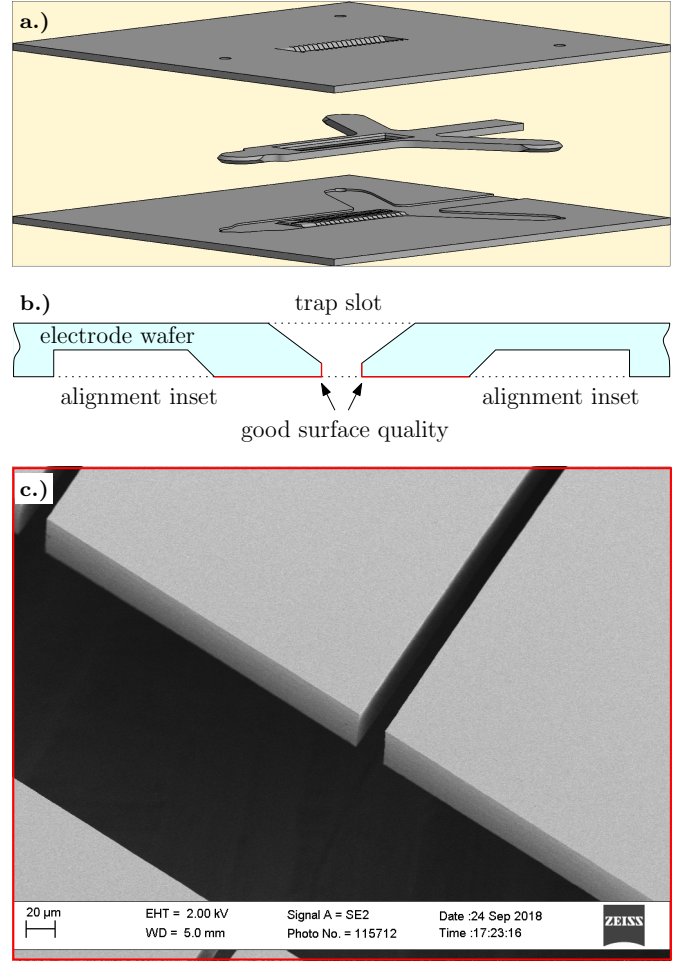 a.)
b.)
trap slot
electrode wafer
alignment inset
alignment inset
good surface quality
c.)
20 µm
EHT = 2.00 kV
Signal A = SE2
Date :24 Sep 2018
WD = 5.0 mm
Photo No. = 115712
Time :17:23:16
ZEISS